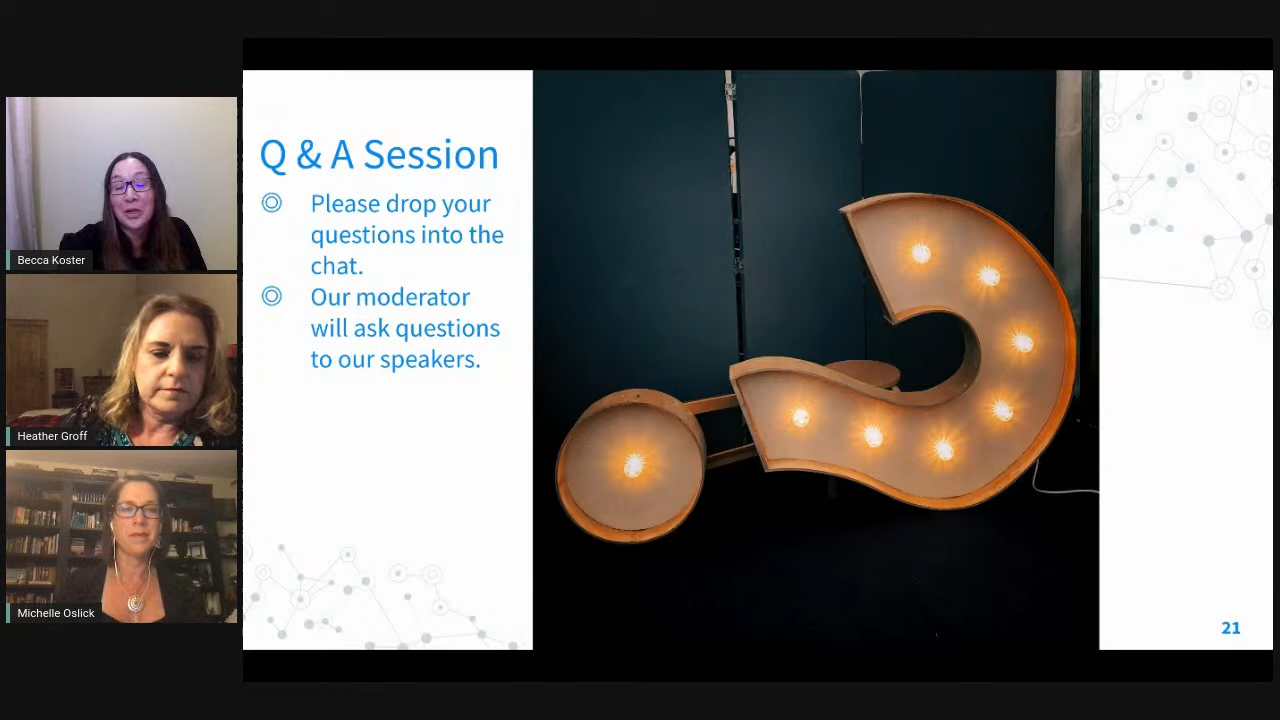 Becca Koster
Heather Groff
Michelle Oslick
Q & A Session
Please drop your
questions into the
chat.
Our moderator
will ask questions
to our speakers.
21